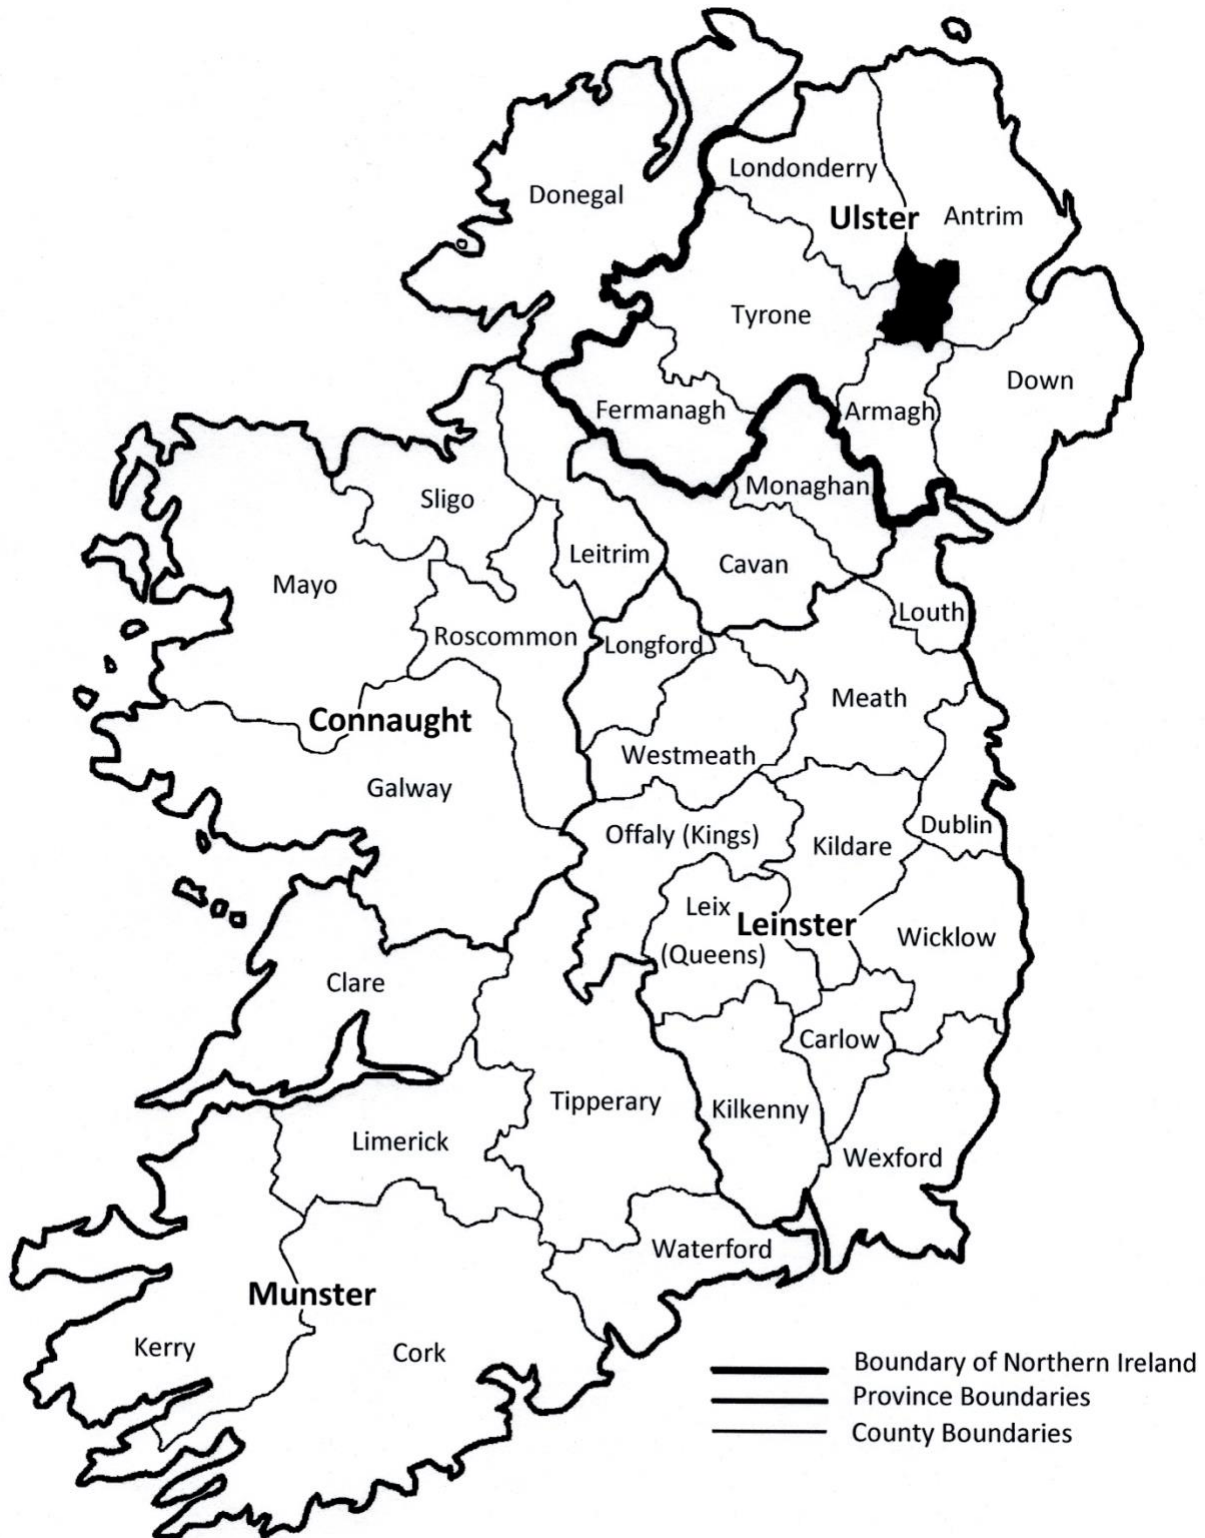 Londonderry
Donegal
Ulster
Antrim
Tyrone
Down
Fermanagh
Armagh
Monaghan
Sligo
Leitrim
Cavan
Mayo
Louth
Roscommon
Longford
Meath
Connaught
Westmeath
Galway
Offaly (Kings)
Dublin
Kildare
Leix
(Queens)
Leinster
Wicklow
Clare
Carlow
Tipperary
Kilkenny
Limerick
Wexford
Waterford
Munster
Kerry
Cork
Boundary of Northern Ireland
Province Boundaries
County Boundaries